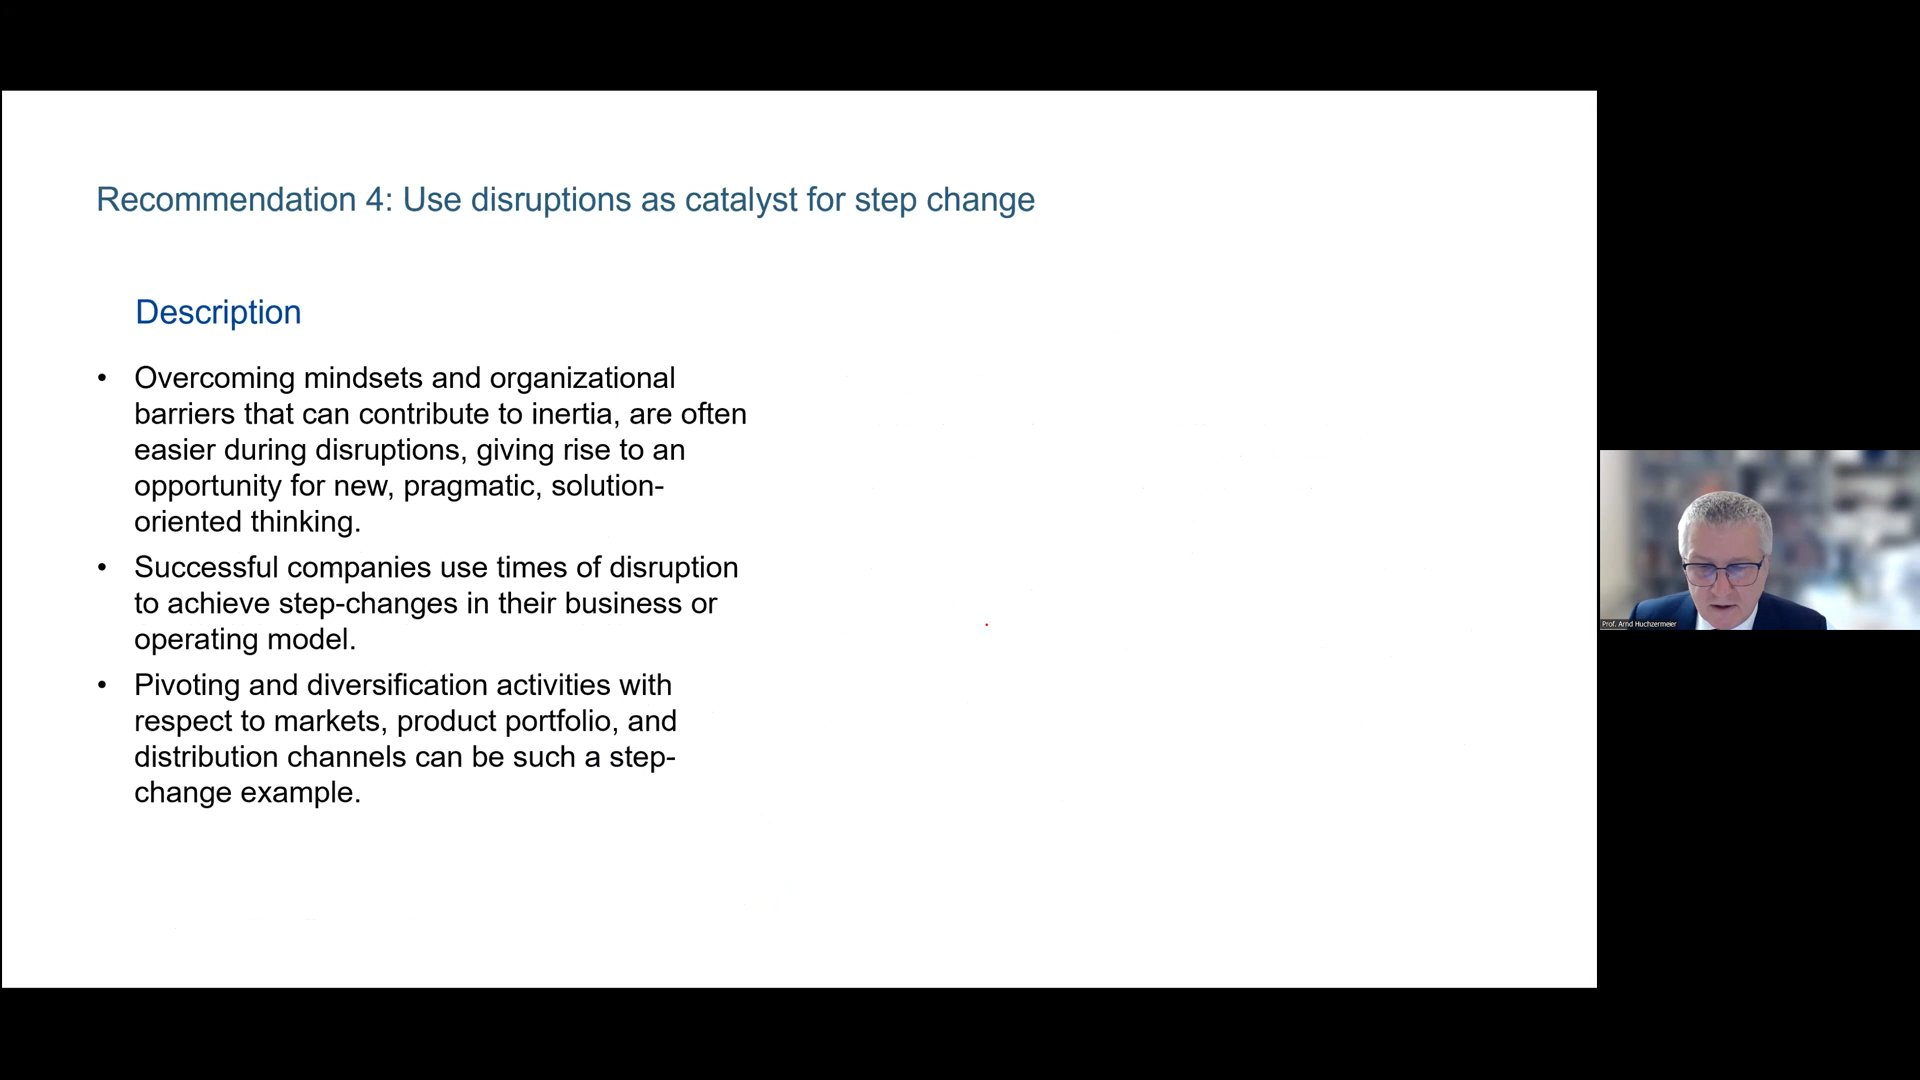 Recommendation 4: Use disruptions as catalyst for step change
Description
• Overcoming mindsets and organizational
barriers that can contribute to inertia, are often
easier during disruptions, giving rise to an
opportunity for new, pragmatic, solution-
oriented thinking.
• Successful companies use times of disruption
to achieve step-changes in their business or
operating model.
• Pivoting and diversification activities with
respect to markets, product portfolio, and
distribution channels can be such a step-
change example.
Prof. Arnd Huchzermeier